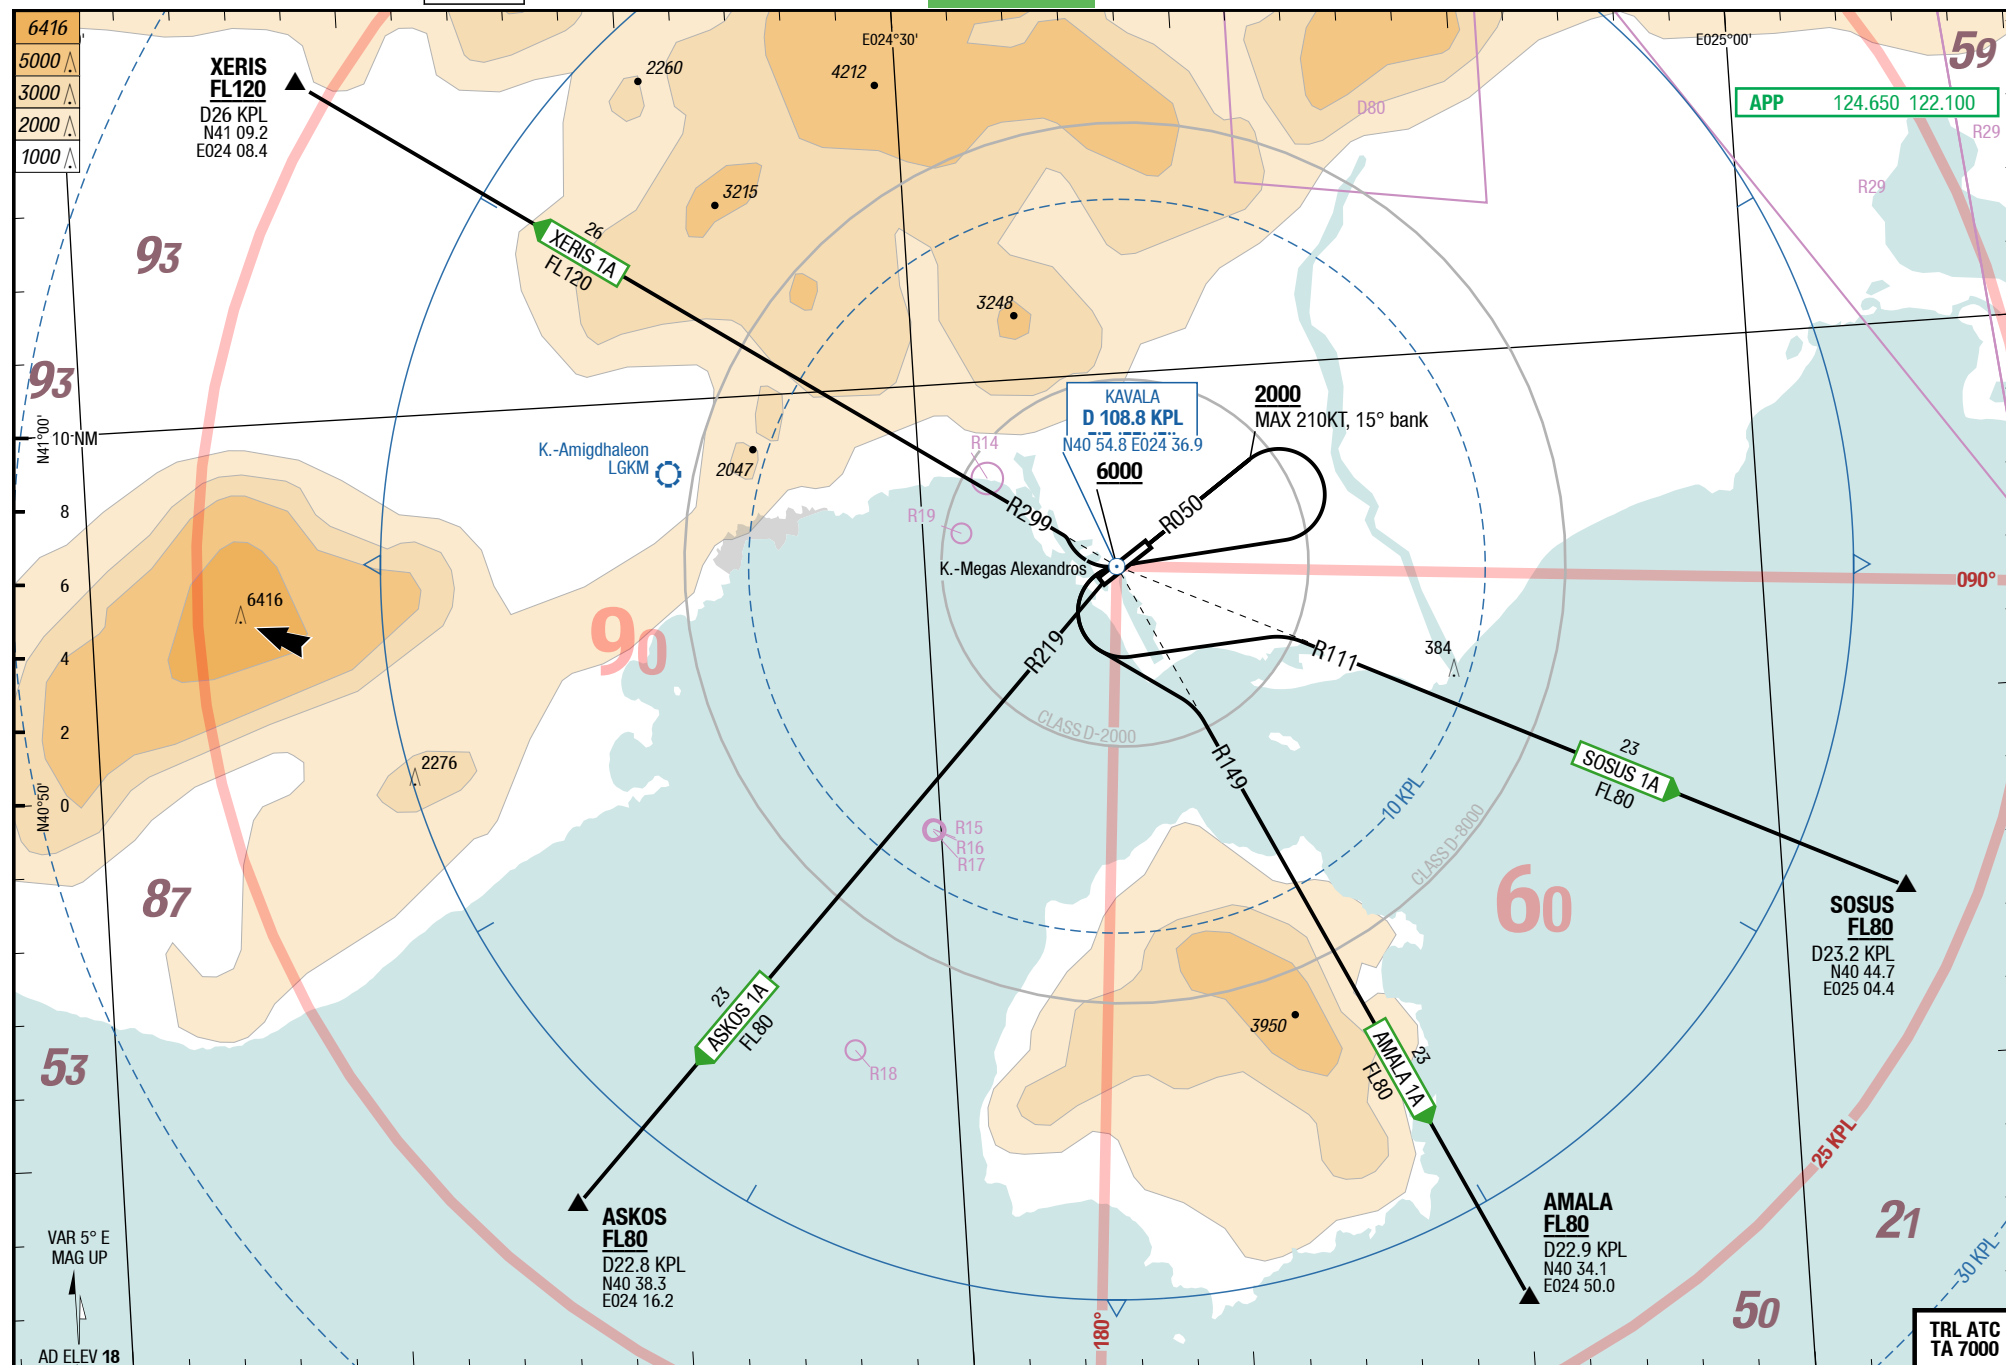 6416
5000
3000
2000
1000
XERIS
FL120
D26 KPL
N41 09.2
E024 08.4
2260
4212
E024°30'
E025°00'
59
D80
APP 124.650 122.100
R29
R29
3215
93
26
XERIS 1A
FL120
3248
93
N41°00'
10 NM
8
6
4
2
0
N40°50'
K.-Amigdhaleon
LGKM
2047
KAVALA
D 108.8 KPL
N40 54.8 E024 36.9
6000
2000
MAX 210KT, 15° bank
R14
R19
R299
R050
K.-Megas Alexandros
090°
6416
90
R219
R111
384
CLASS D-2000
R149
2276
23
SOSUS 1A
FL80
10 KPL
CLASS D-8000
R15
R16
R17
87
60
SOSUS
FL80
D23.2 KPL
N40 44.7
E025 04.4
23
ASKOS 1A
FL80
3950
R18
53
23
AMALA 1A
FL80
25 KPL
ASKOS
FL80
D22.8 KPL
N40 38.3
E024 16.2
AMALA
FL80
D22.9 KPL
N40 34.1
E024 50.0
21
30 KPL
50
180°
VAR 5° E
MAG UP
AD ELEV 18
TRL ATC
TA 7000